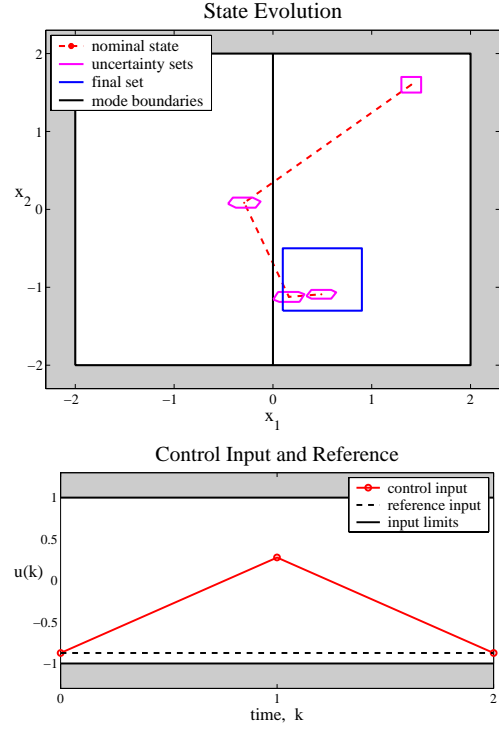 State Evolution
nominal state
uncertainty sets
final set
mode boundaries
2
1
0
−1
−2
x2
−2
−1
0
1
2
x1
Control Input and Reference
control input
reference input
input limits
1
0.5
0
−0.5
−1
u(k)
0
1
2
time, k